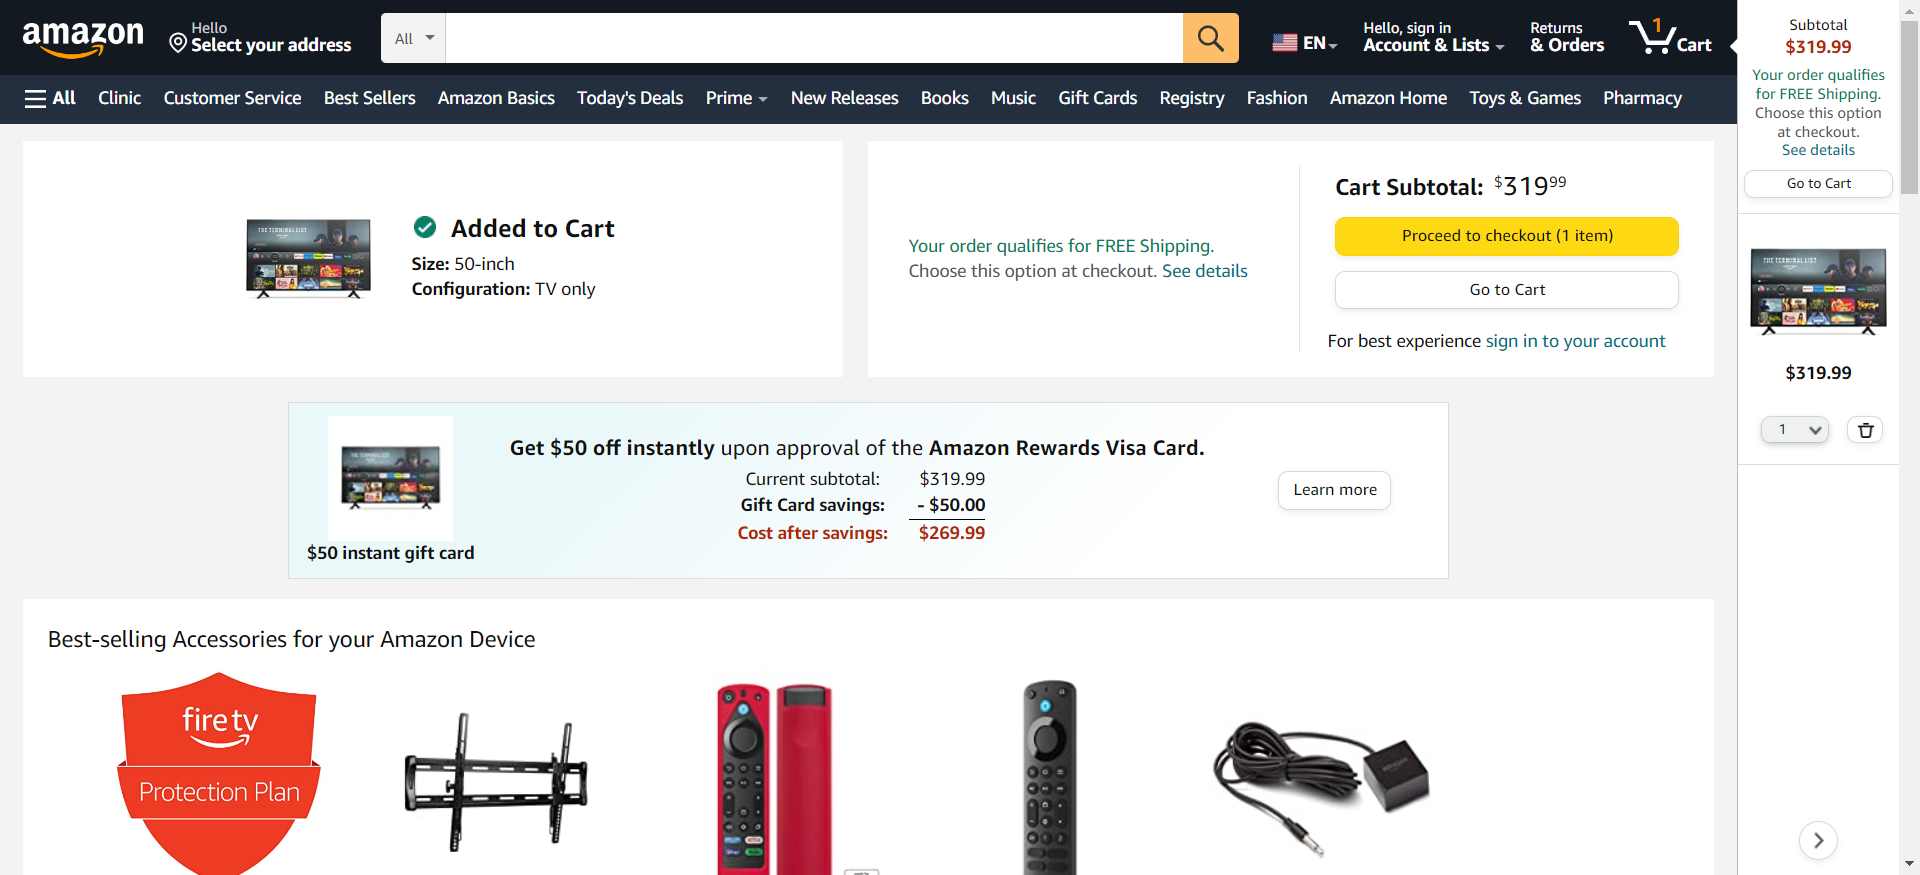 amazon
Hello
Select your address
All
EN
Hello, sign in
Account & Lists
Returns
& Orders
1
Cart
All
Clinic
Customer Service
Best Sellers
Amazon Basics
Today's Deals
Prime
New Releases
Books
Music
Gift Cards
Registry
Fashion
Amazon Home
Toys & Games
Pharmacy
Added to Cart
Size: 50-inch
Configuration: TV only
Your order qualifies for FREE Shipping.
Choose this option at checkout. See details
Cart Subtotal: $319.99
Proceed to checkout (1 item)
Go to Cart
For best experience sign in to your account
Get $50 off instantly upon approval of the Amazon Rewards Visa Card.
Current subtotal: $319.99
Gift Card savings: - $50.00
Cost after savings: $269.99
$50 instant gift card
Learn more
Best-selling Accessories for your Amazon Device
fire tv
Protection Plan
Subtotal
$319.99
Your order qualifies
for FREE Shipping.
Choose this option
at checkout.
See details
Go to Cart
THE TERMINAL LIST
$319.99
1